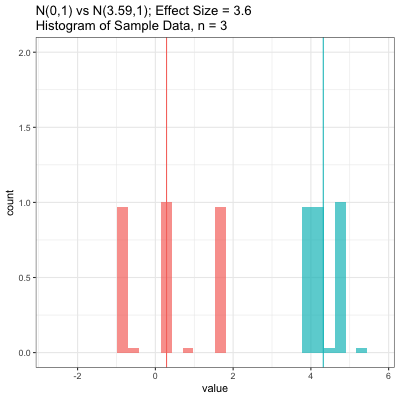 N(0,1) vs N(3.59,1); Effect Size = 3.6
Histogram of Sample Data, n = 3
2.0
1.5
1.0
0.5
0.0
count
-2 0 2 4 6
value